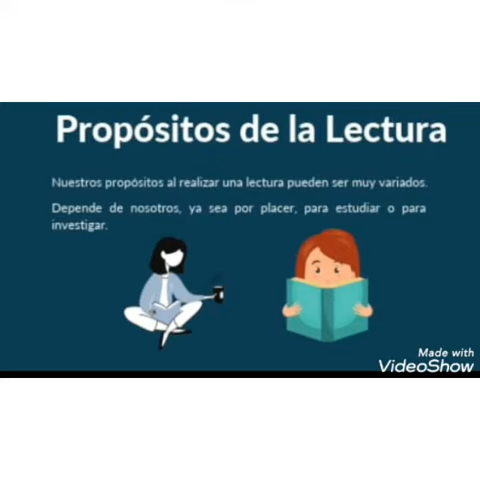 Propósitos de la Lectura
Nuestros propósitos al realizar una lectura pueden ser muy variados.
Depende de nosotros, ya sea por placer, para estudiar o para
investigar.
Made with
VideoShow